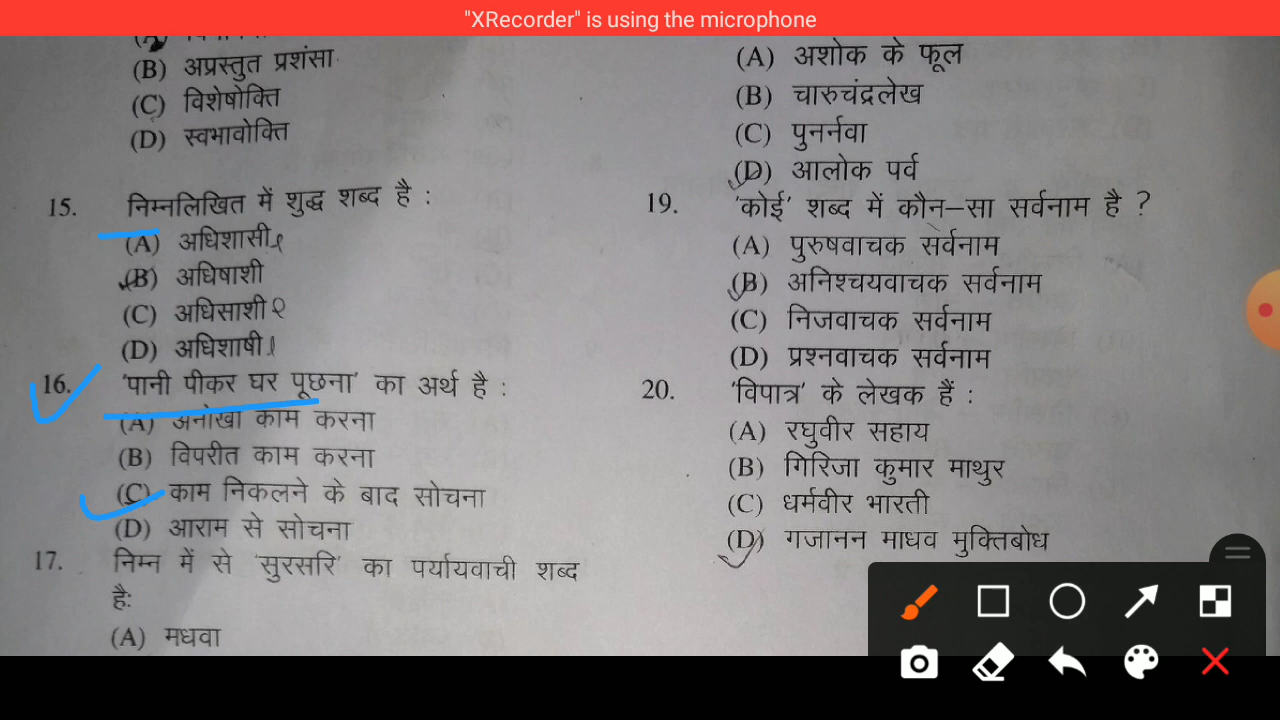 "XRecorder" is using the microphone
(B) अप्रस्तुत प्रशंसा
(C) विशेषोक्ति
(D) स्वभावोक्ति
15. निम्नलिखित में शुद्ध शब्द है :
(A) अधिशासी
(B) अधिषाशी
(C) अधिसाशी
(D) अधिशाषी
16. 'पानी पीकर घर पूछना' का अर्थ है :
(A) अनोखा काम करना
(B) विपरीत काम करना
(C) काम निकलने के बाद सोचना
(D) आराम से सोचना
17. निम्न में से 'सुरसरि' का पर्यायवाची शब्द
है:
(A) मधवा
(A) अशोक के फूल
(B) चारुचंद्रलेख
(C) पुनर्नवा
(D) आलोक पर्व
19. 'कोई' शब्द में कौन–सा सर्वनाम है ?
(A) पुरुषवाचक सर्वनाम
(B) अनिश्चयवाचक सर्वनाम
(C) निजवाचक सर्वनाम
(D) प्रश्नवाचक सर्वनाम
20. 'विपात्र' के लेखक हैं :
(A) रघुवीर सहाय
(B) गिरिजा कुमार माथुर
(C) धर्मवीर भारती
(D) गजानन माधव मुक्तिबोध